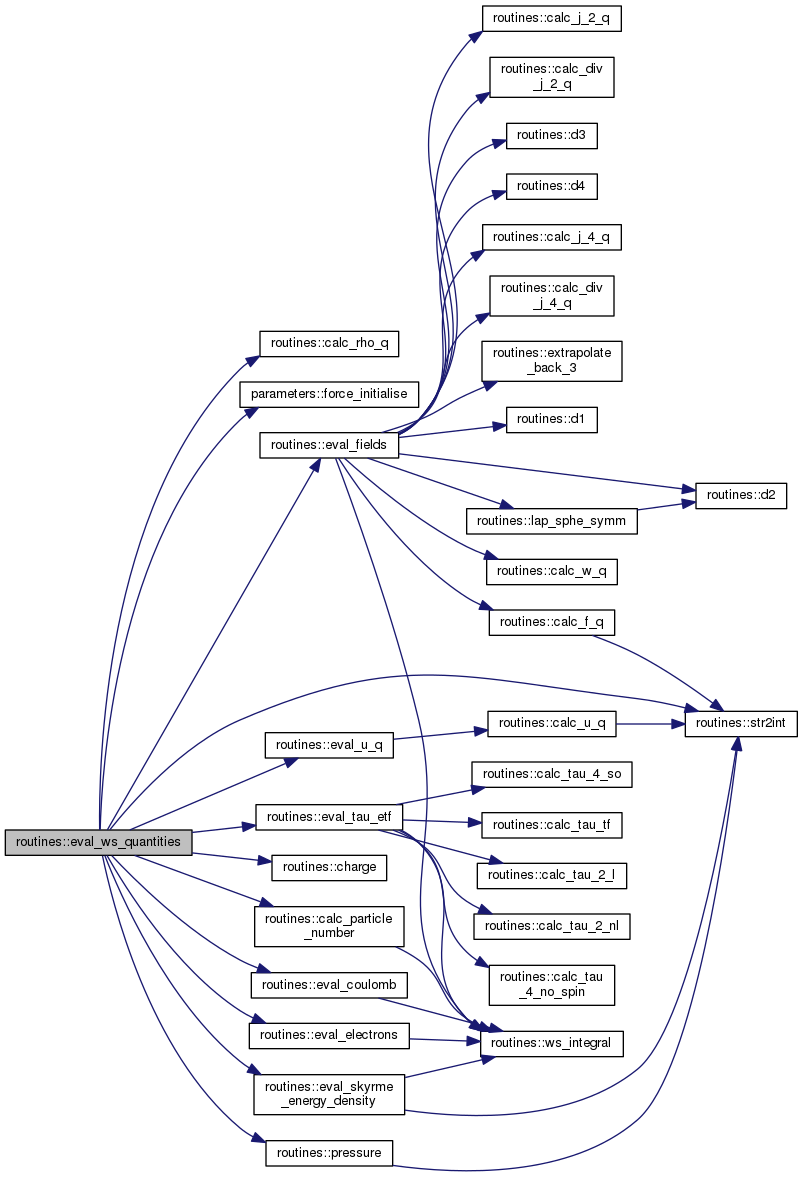 routines::calc_j_2_q
routines::calc_div
_j_2_q
routines::d3
routines::d4
routines::calc_j_4_q
routines::calc_div
_j_4_q
routines::calc_rho_q
routines::extrapolate
_back_3
parameters::force_initialise
routines::d1
routines::eval_fields
routines::d2
routines::lap_sphe_symm
routines::calc_w_q
routines::calc_f_q
routines::calc_u_q
routines::str2int
routines::eval_u_q
routines::calc_tau_4_so
routines::eval_tau_etf
routines::calc_tau_tf
routines::eval_ws_quantities
routines::charge
routines::calc_tau_2_l
routines::calc_particle
_number
routines::calc_tau_2_nl
routines::eval_coulomb
routines::calc_tau
_4_no_spin
routines::eval_electrons
routines::ws_integral
routines::eval_skyrme
_energy_density
routines::pressure